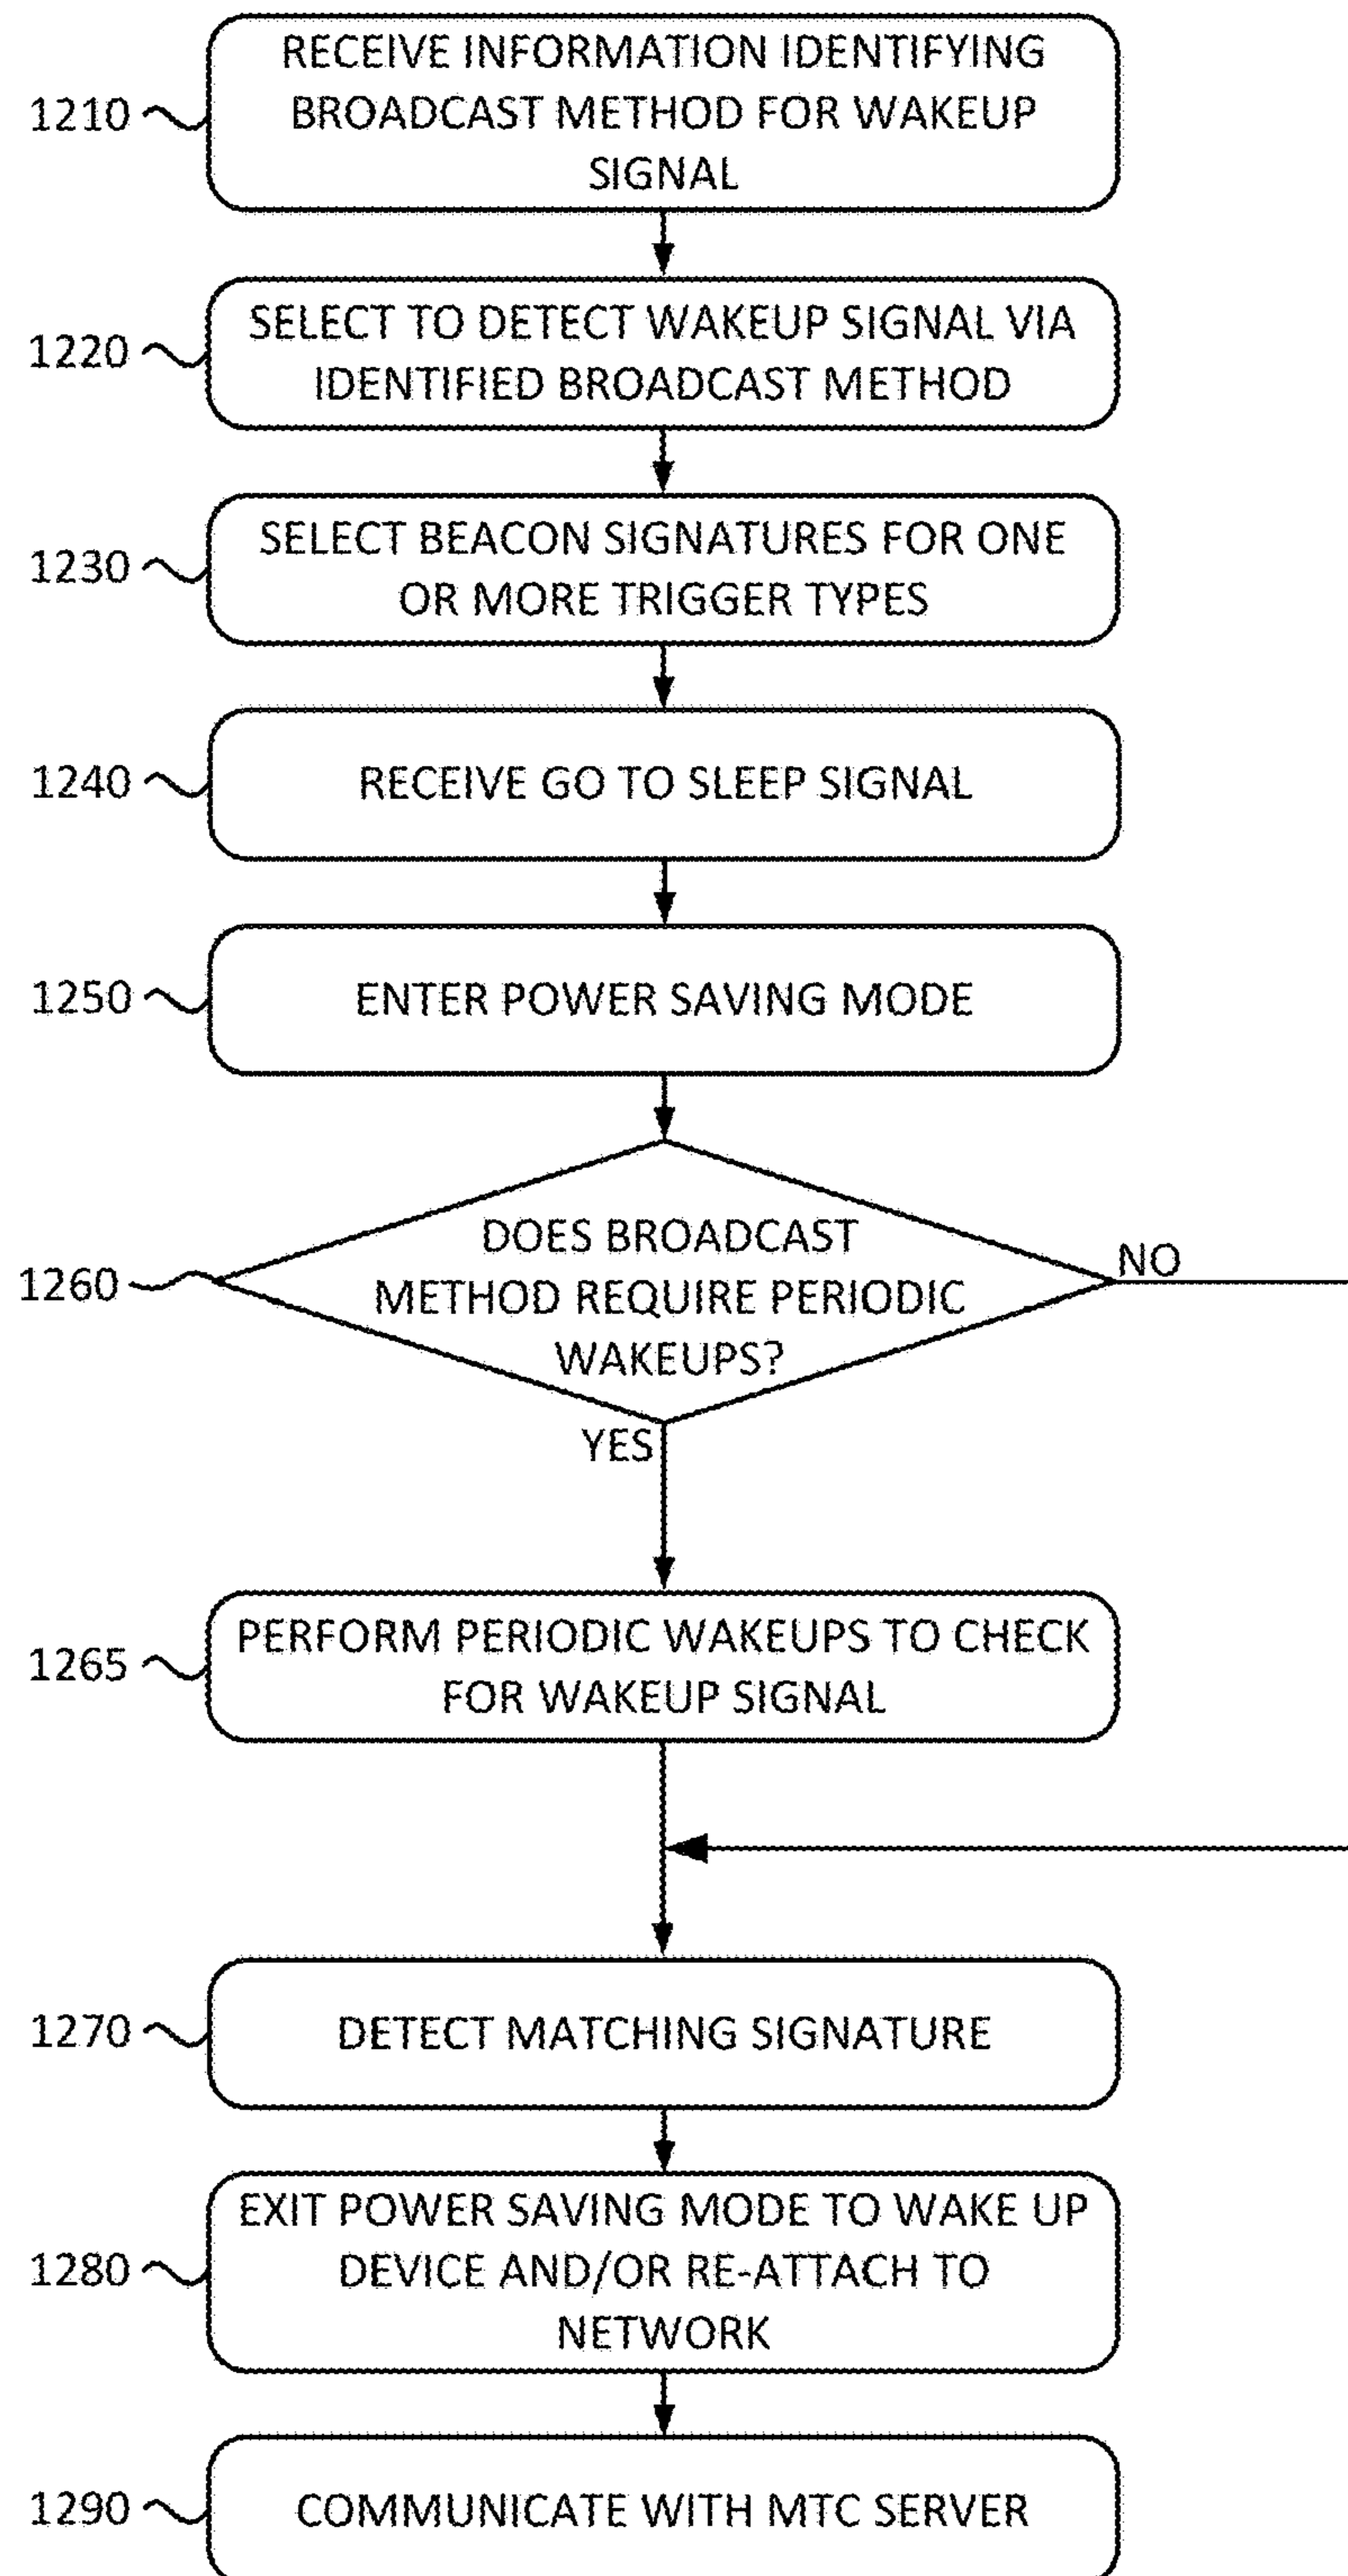 1210
RECEIVE INFORMATION IDENTIFYING
BROADCAST METHOD FOR WAKEUP
SIGNAL
1220
SELECT TO DETECT WAKEUP SIGNAL VIA
IDENTIFIED BROADCAST METHOD
1230
SELECT BEACON SIGNATURES FOR ONE
OR MORE TRIGGER TYPES
1240
RECEIVE GO TO SLEEP SIGNAL
1250
ENTER POWER SAVING MODE
1260
DOES BROADCAST
METHOD REQUIRE PERIODIC
WAKEUPS?
NO
YES
1265
PERFORM PERIODIC WAKEUPS TO CHECK
FOR WAKEUP SIGNAL
1270
DETECT MATCHING SIGNATURE
1280
EXIT POWER SAVING MODE TO WAKE UP
DEVICE AND/OR RE-ATTACH TO
NETWORK
1290
COMMUNICATE WITH MTC SERVER